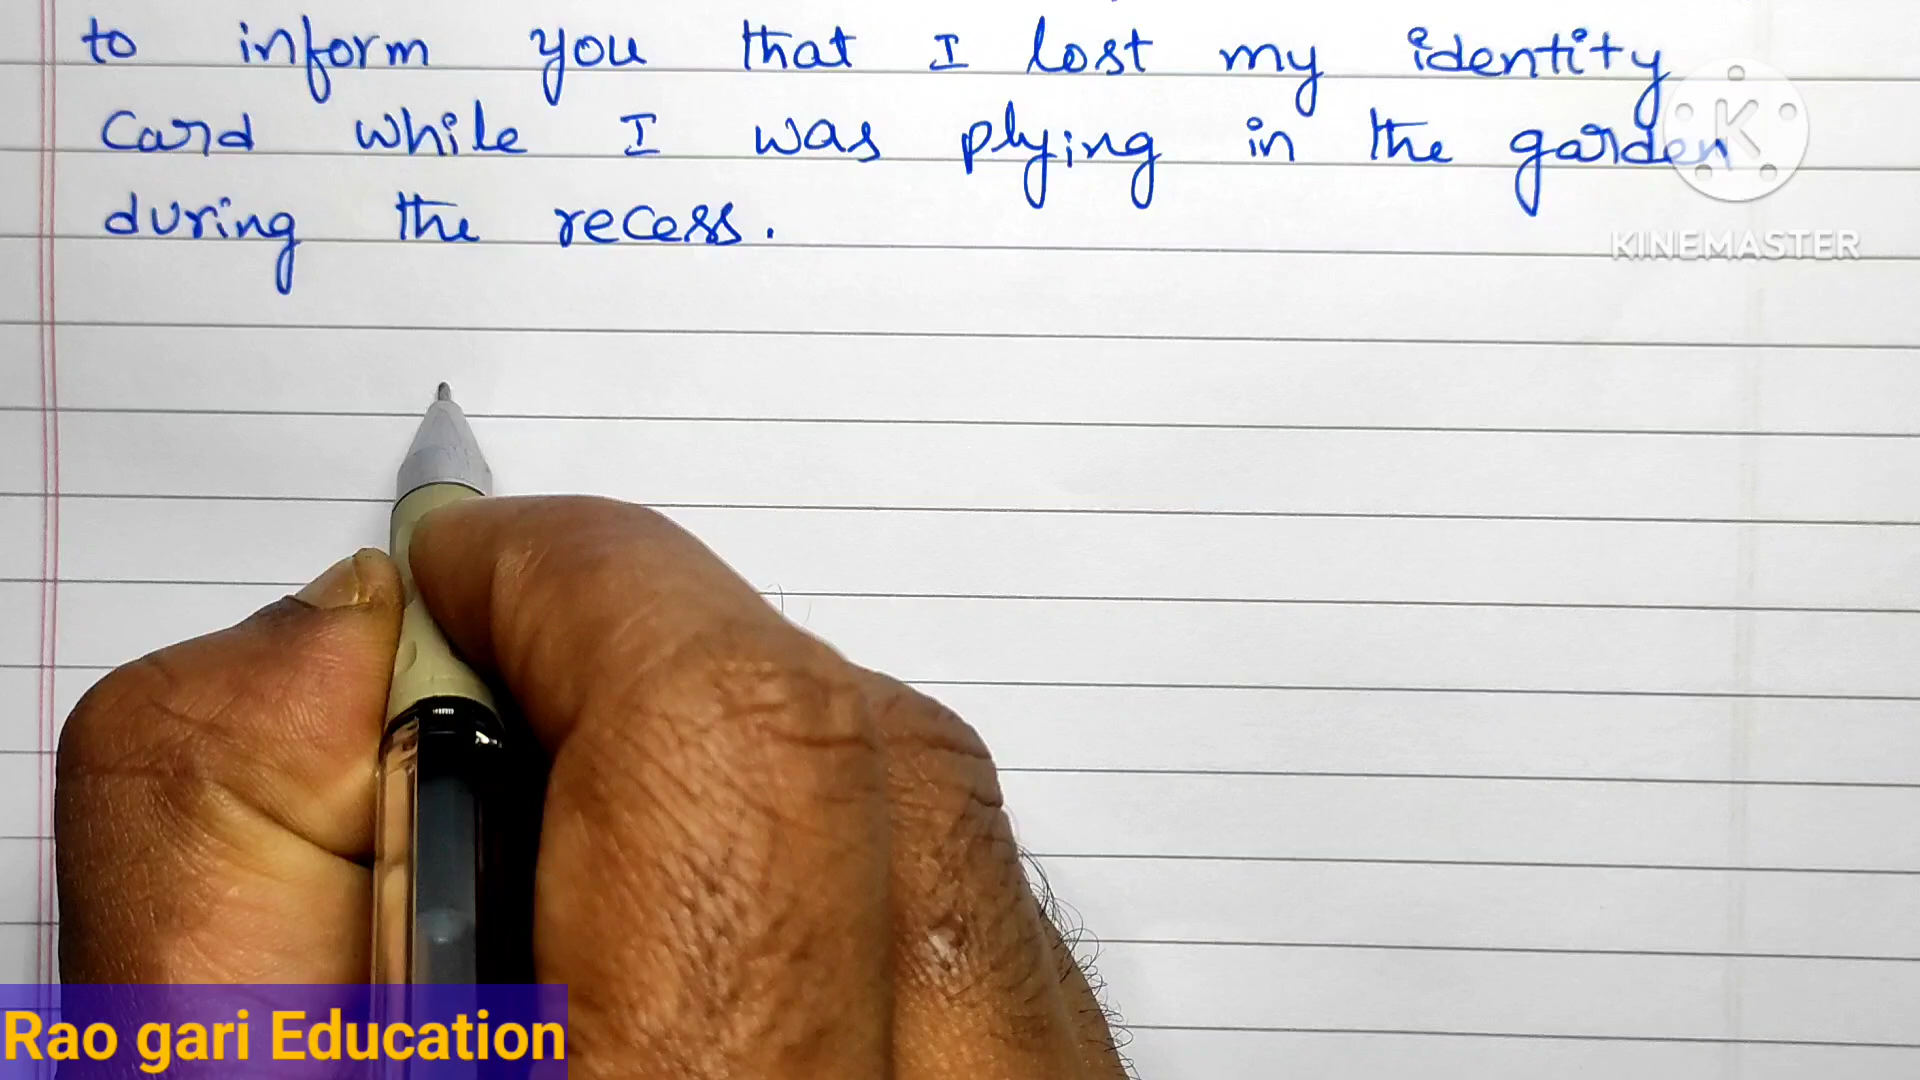 to inform you that I lost my identity
Card while I was plying in the garden
during the recess.
K
KINEMASTER
Rao gari Education